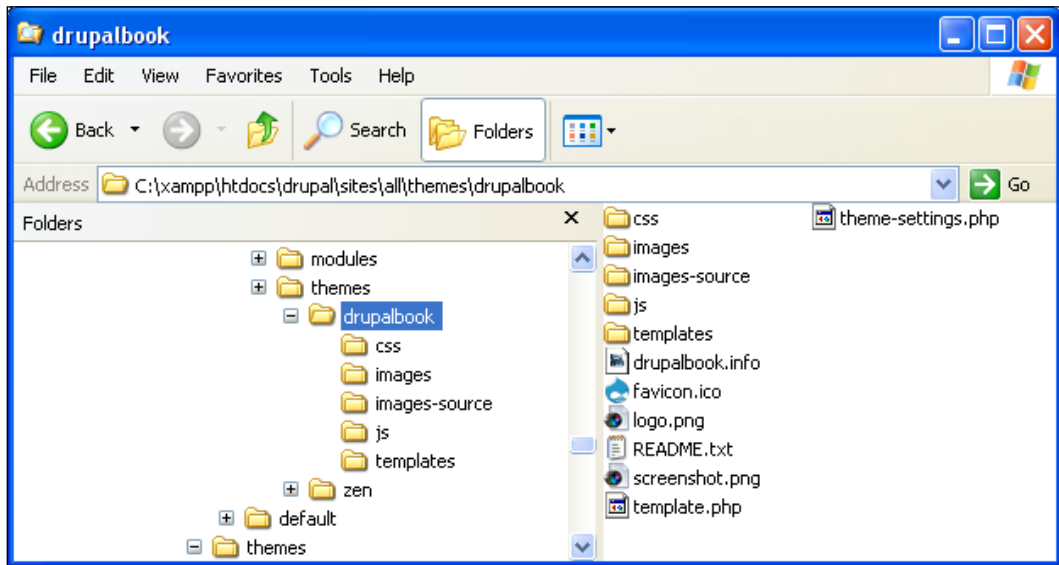 drupalbook
File Edit View Favorites Tools Help
Back Search Folders
Address C:\xampp\htdocs\drupal\sites\all\themes\drupalbook Go
Folders x
modules
themes
drupalbook
css
images
images-source
js
templates
zen
default
themes
css
images
images-source
js
templates
drupalbook.info
favicon.ico
logo.png
README.txt
screenshot.png
template.php
theme-settings.php